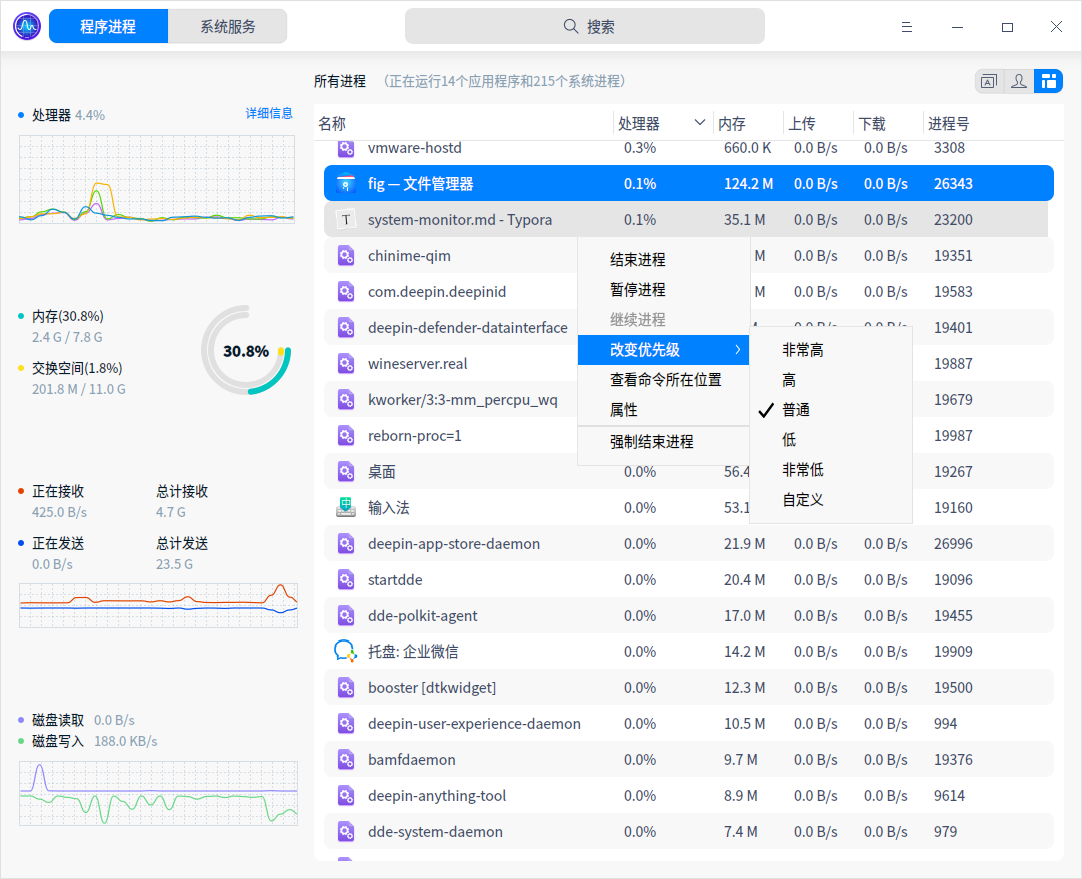 程序进程 系统服务 搜索
所有进程 (正在运行14个应用程序和215个系统进程)
处理器 4.4% 详细信息
内存(30.8%)
2.4 G / 7.8 G
交换空间(1.8%)
201.8 M / 11.0 G
30.8%
正在接收 总计接收
425.0 B/s 4.7 G
正在发送 总计发送
0.0 B/s 23.5 G
磁盘读取 0.0 B/s
磁盘写入 188.0 KB/s
名称 处理器 内存 上传 下载 进程号
vmware-hostd 0.3% 660.0 K 0.0 B/s 0.0 B/s 3308
fig — 文件管理器 0.1% 124.2 M 0.0 B/s 0.0 B/s 26343
T system-monitor.md - Typora 0.1% 35.1 M 0.0 B/s 0.0 B/s 23200
chinime-qim M 0.0 B/s 0.0 B/s 19351
com.deepin.deepinid M 0.0 B/s 0.0 B/s 19583
deepin-defender-datainterface 19401
wineserver.real 19887
kworker/3:3-mm_percpu_wq 19679
reborn-proc=1 19987
桌面 0.0% 56.4 19267
输入法 0.0% 53.1 19160
deepin-app-store-daemon 0.0% 21.9 M 0.0 B/s 0.0 B/s 26996
startdde 0.0% 20.4 M 0.0 B/s 0.0 B/s 19096
dde-polkit-agent 0.0% 17.0 M 0.0 B/s 0.0 B/s 19455
托盘: 企业微信 0.0% 14.2 M 0.0 B/s 0.0 B/s 19909
booster [dtkwidget] 0.0% 12.3 M 0.0 B/s 0.0 B/s 19500
deepin-user-experience-daemon 0.0% 10.5 M 0.0 B/s 0.0 B/s 994
bamfdaemon 0.0% 9.7 M 0.0 B/s 0.0 B/s 19376
deepin-anything-tool 0.0% 8.9 M 0.0 B/s 0.0 B/s 9614
dde-system-daemon 0.0% 7.4 M 0.0 B/s 0.0 B/s 979
结束进程
暂停进程
继续进程
改变优先级
查看命令所在位置
属性
强制结束进程
非常高
高
普通
低
非常低
自定义